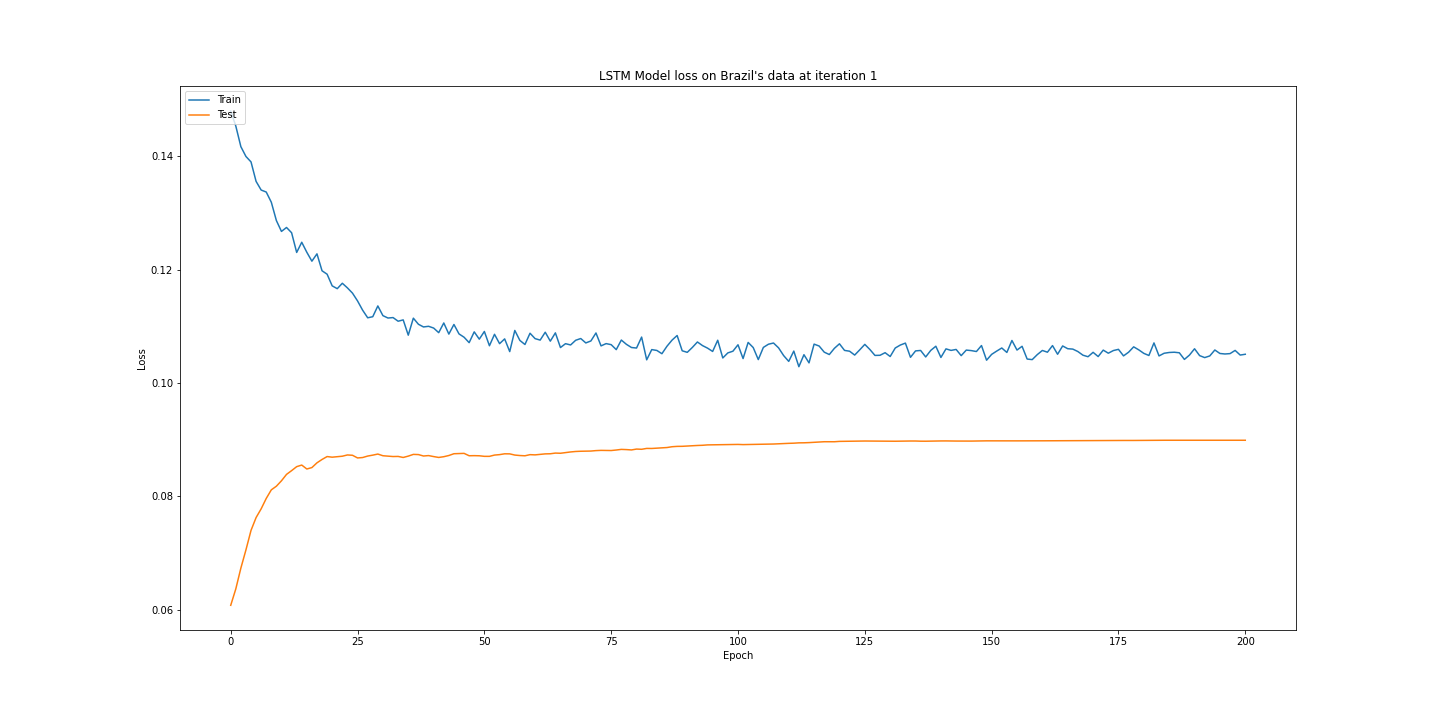 LSTM Model loss on Brazil's data at iteration 1
Train
Test
0.14
0.12
0.10
0.08
0.06
Loss
0 25 50 75 100 125 150 175 200
Epoch